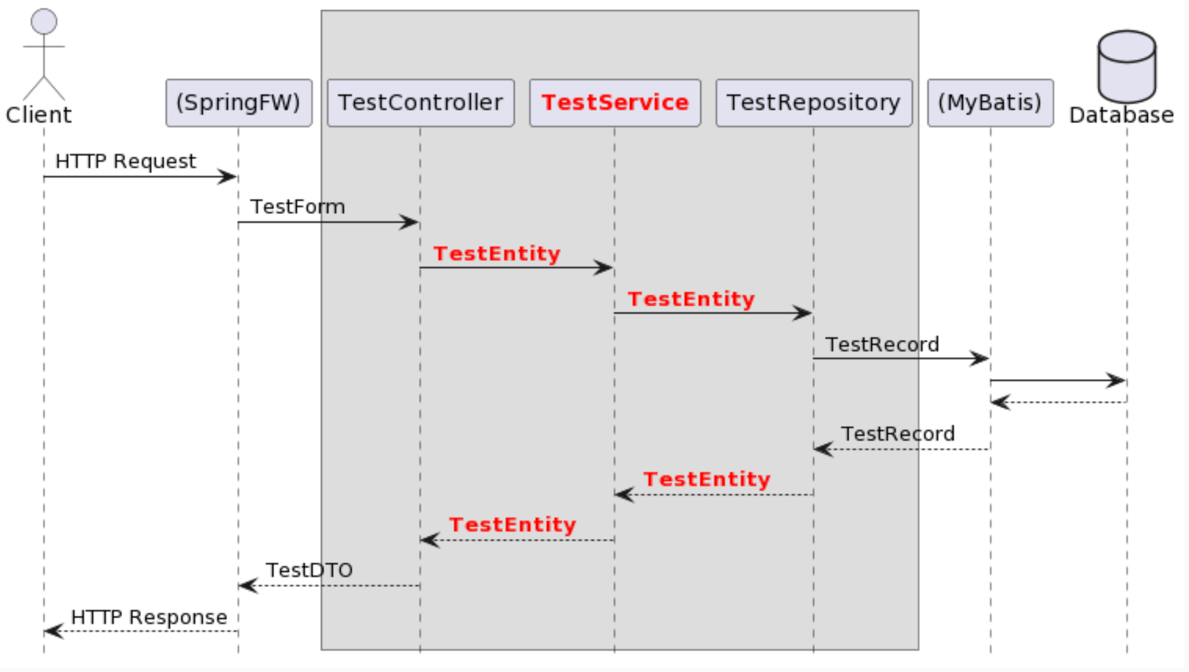 Client
(SpringFW)
TestController
TestService
TestRepository
(MyBatis)
Database
HTTP Request
TestForm
TestEntity
TestEntity
TestRecord
TestRecord
TestEntity
TestEntity
TestDTO
HTTP Response